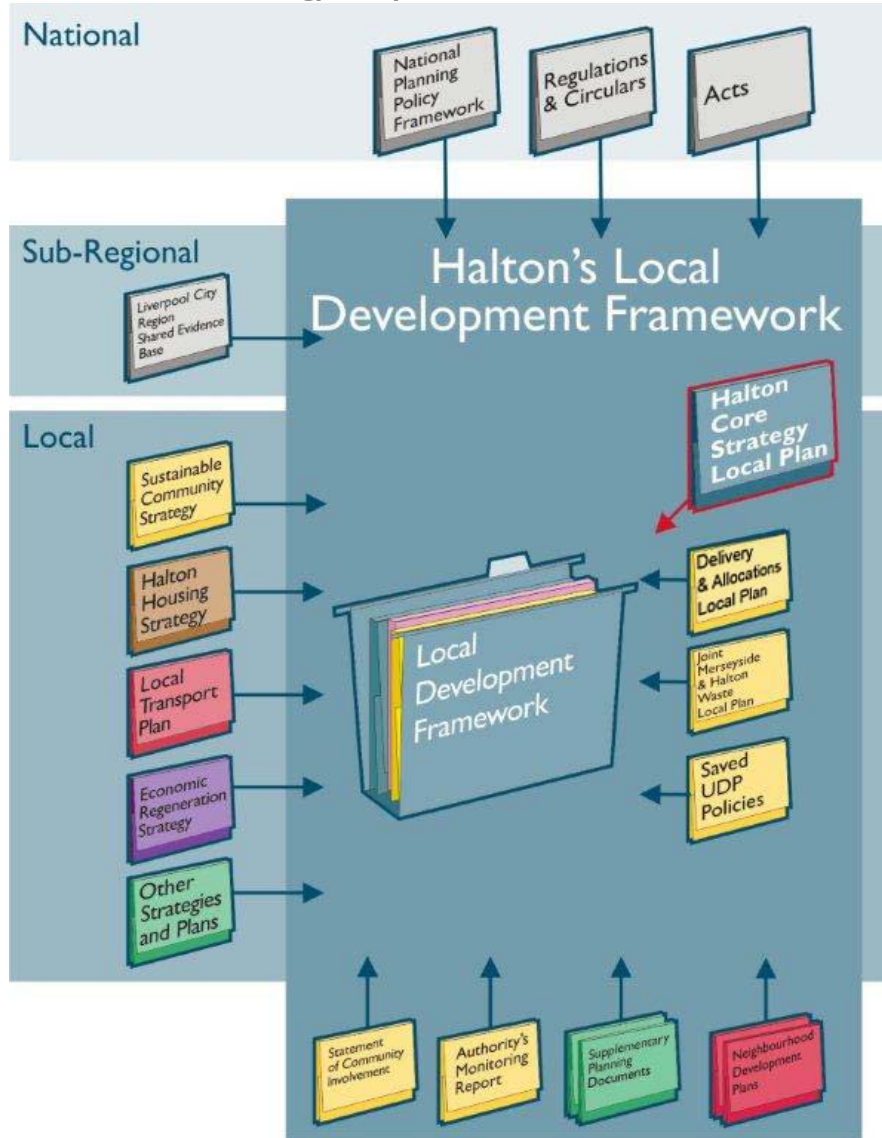 National
National
Planning
Policy
Framework
Regulations
& Circulars
Acts
Sub-Regional
Liverpool City
Region
Shared Evidence
Base
Halton's Local
Development Framework
Local
Sustainable
Community
Strategy
Halton
Housing
Strategy
Local
Transport
Plan
Economic
Regeneration
Strategy
Other
Strategies
and Plans
Local
Development
Framework
Halton
Core
Strategy
Local Plan
Delivery
& Allocations
Local Plan
Joint
Merseyside
& Halton
Waste
Local Plan
Saved
UDP
Policies
Statement
of Community
Involvement
Authority's
Monitoring
Report
Supplementary
Planning
Documents
Neighbourhood
Development
Plans